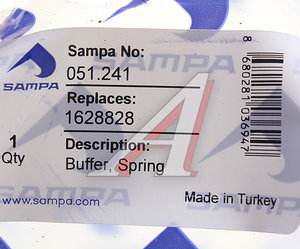 Sampa No:
051.241
SAMPA
Replaces:
1628828
1
Qty
Description:
Buffer, Spring
www.sampa.com
Made in Turkey
8680281036947
SAMPA